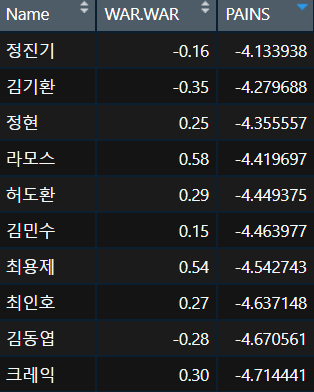 Name WAR.WAR PAINS
정진기 -0.16 -4.133938
김기환 -0.35 -4.279688
정현 0.25 -4.355557
라모스 0.58 -4.419697
허도환 0.29 -4.449375
김민수 0.15 -4.463977
최용제 0.54 -4.542743
최인호 0.27 -4.637148
김동엽 -0.28 -4.670561
크레익 0.30 -4.714441